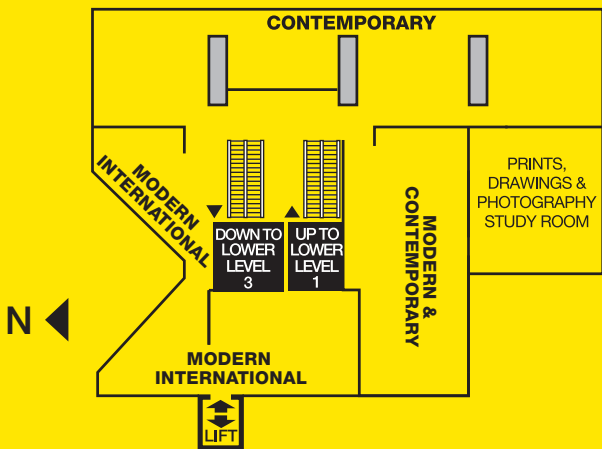 CONTEMPORARY
MODERN
INTERNATIONAL
DOWN TO
LOWER
LEVEL
3
UP TO
LOWER
LEVEL
1
MODERN &
CONTEMPORARY
PRINTS,
DRAWINGS &
PHOTOGRAPHY
STUDY ROOM
N
MODERN
INTERNATIONAL
LIFT